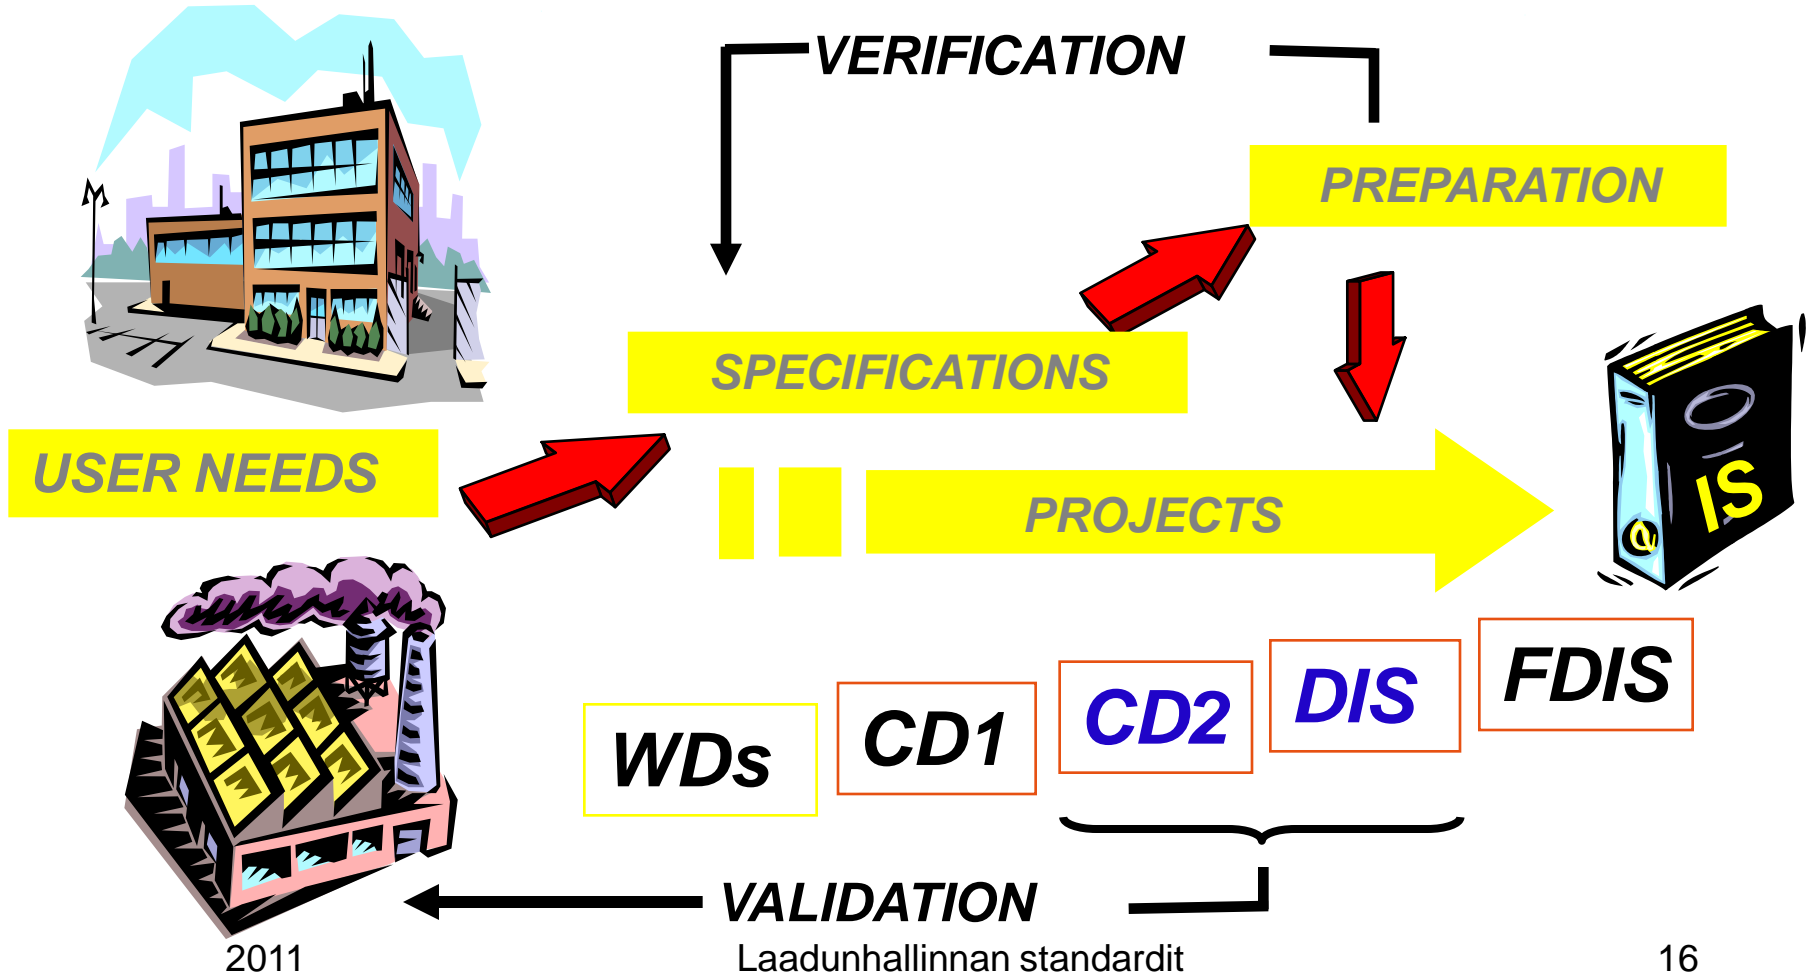 VERIFICATION
PREPARATION
SPECIFICATIONS
USER NEEDS
PROJECTS
IS
FDIS
DIS
CD2
CD1
WDs
VALIDATION
2011
Laadunhallinnan standardit
16